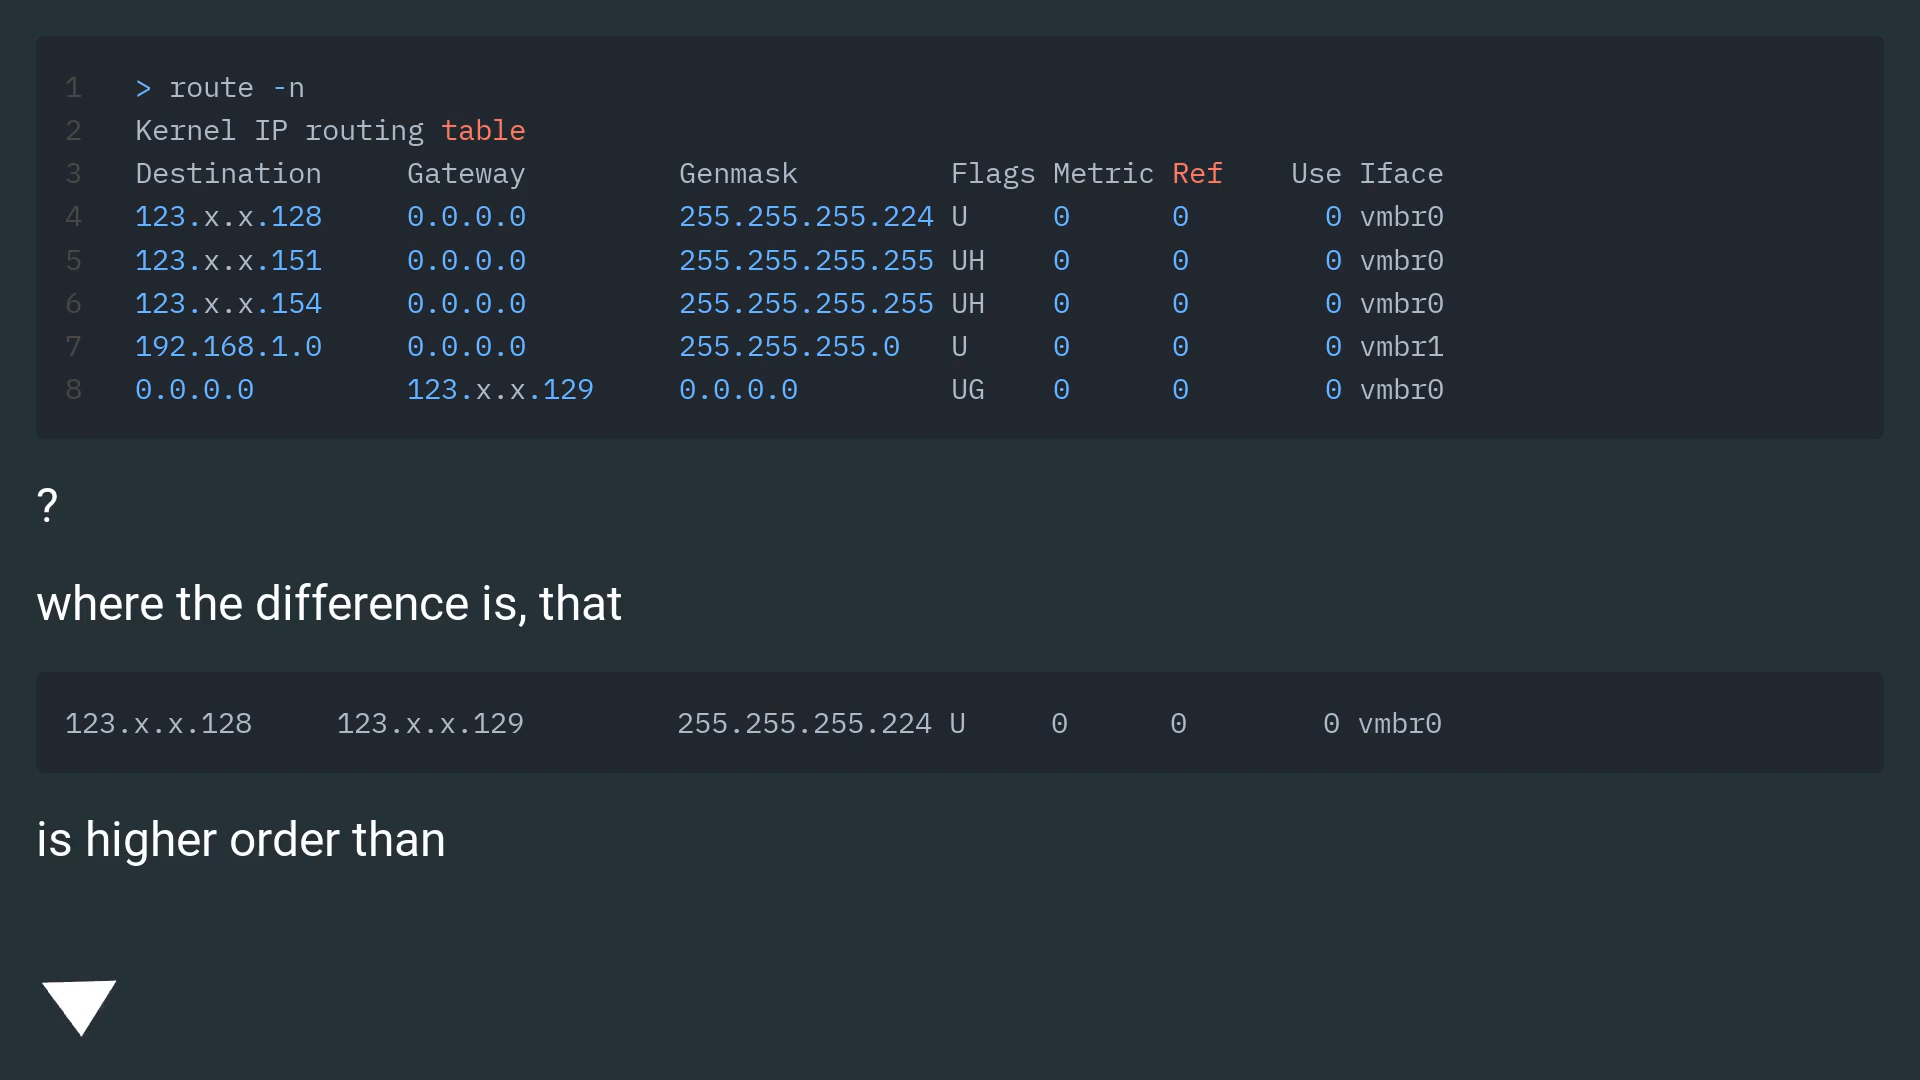 1 > route -n
2 Kernel IP routing table
3 Destination Gateway Genmask Flags Metric Ref Use Iface
4 123.x.x.128 0.0.0.0 255.255.255.224 U 0 0 0 vmbr0
5 123.x.x.151 0.0.0.0 255.255.255.255 UH 0 0 0 vmbr0
6 123.x.x.154 0.0.0.0 255.255.255.255 UH 0 0 0 vmbr0
7 192.168.1.0 0.0.0.0 255.255.255.0 U 0 0 0 vmbr1
8 0.0.0.0 123.x.x.129 0.0.0.0 UG 0 0 0 vmbr0
?
where the difference is, that
123.x.x.128 123.x.x.129 255.255.255.224 U 0 0 0 vmbr0
is higher order than